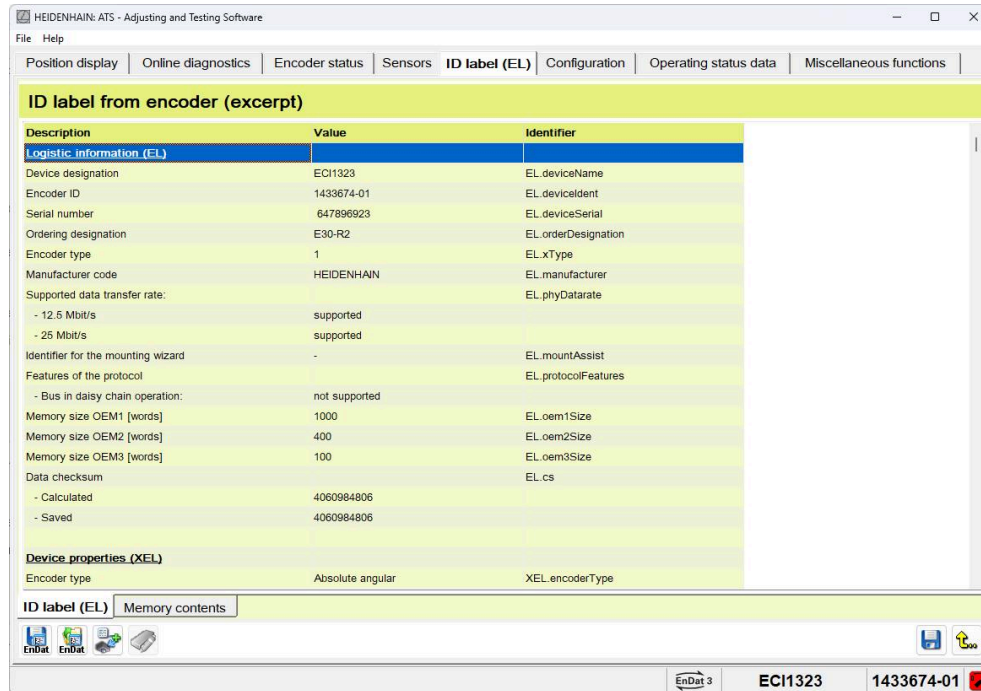 HEIDENHAIN: ATS - Adjusting and Testing Software
File Help
Position display Online diagnostics Encoder status Sensors ID label (EL) Configuration Operating status data Miscellaneous functions
ID label from encoder (excerpt)
Description Value Identifier
Logistic information (EL)
Device designation ECI1323 EL.deviceName
Encoder ID 1433674-01 EL.deviceIdent
Serial number 647896923 EL.deviceSerial
Ordering designation E30-R2 EL.orderDesignation
Encoder type 1 EL.xType
Manufacturer code HEIDENHAIN EL.manufacturer
Supported data transfer rate: EL.phyDatarate
- 12.5 Mbit/s supported
- 25 Mbit/s supported
Identifier for the mounting wizard - EL.mountAssist
Features of the protocol EL.protocolFeatures
- Bus in daisy chain operation: not supported
Memory size OEM1 [words] 1000 EL.oem1Size
Memory size OEM2 [words] 400 EL.oem2Size
Memory size OEM3 [words] 100 EL.oem3Size
Data checksum EL.cs
- Calculated 4060984806
- Saved 4060984806
Device properties (XEL)
Encoder type Absolute angular XEL.encoderType
ID label (EL) Memory contents
EnDat EnDat
EnDat 3 ECI1323 1433674-01